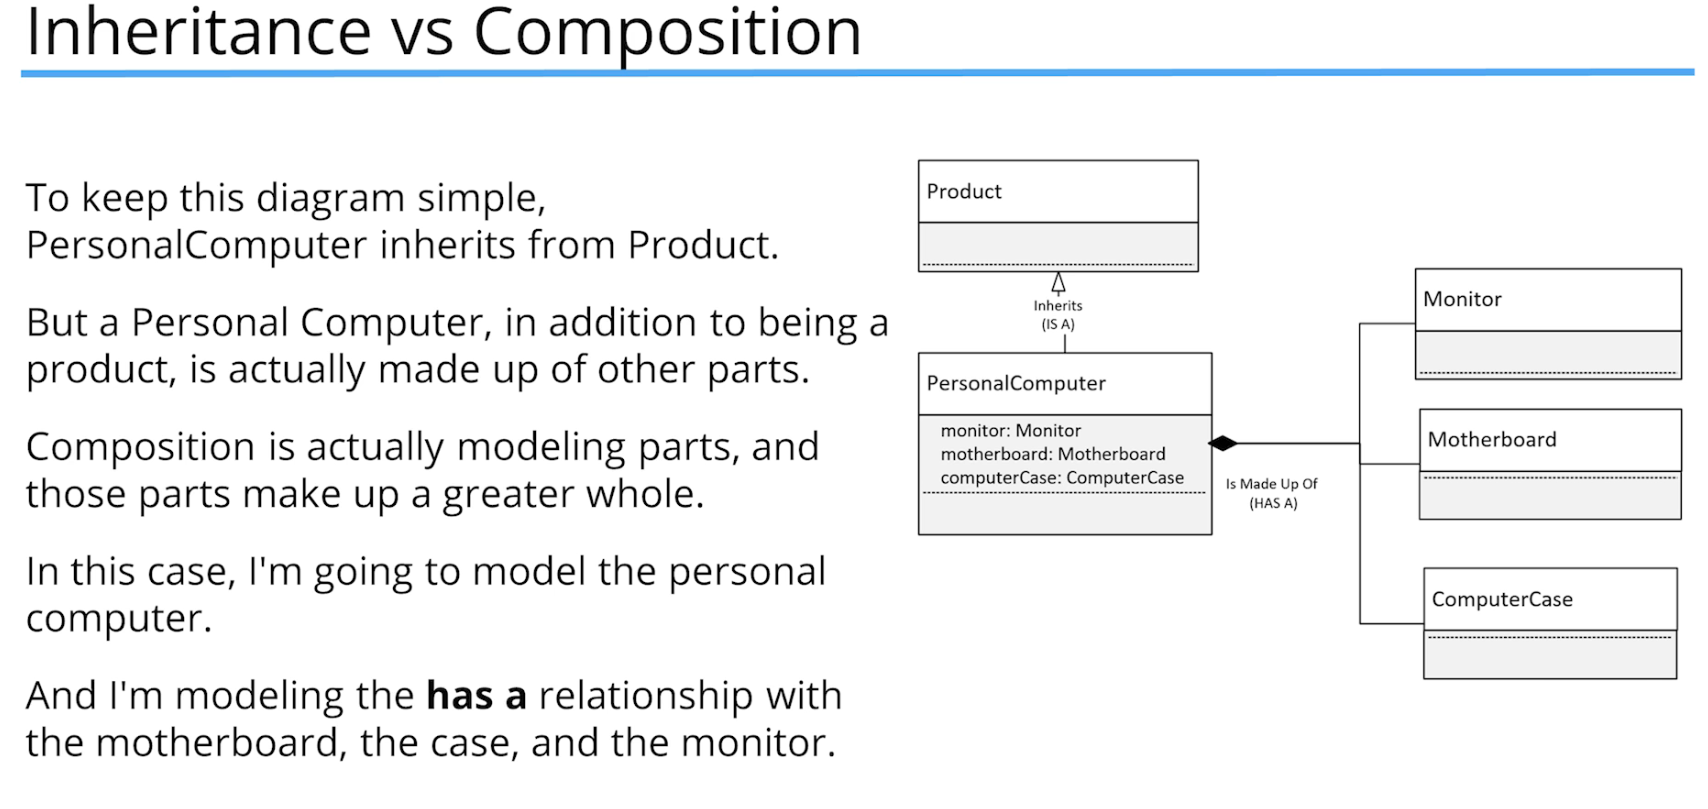 Inheritance vs Composition
To keep this diagram simple,
PersonalComputer inherits from Product.
But a Personal Computer, in addition to being a
product, is actually made up of other parts.
Composition is actually modeling parts, and
those parts make up a greater whole.
In this case, I'm going to model the personal
computer.
And I'm modeling the has a relationship with
the motherboard, the case, and the monitor.
Product
Inherits
(IS A)
PersonalComputer
monitor: Monitor
motherboard: Motherboard
computerCase: ComputerCase
Is Made Up Of
(HAS A)
Monitor
Motherboard
ComputerCase